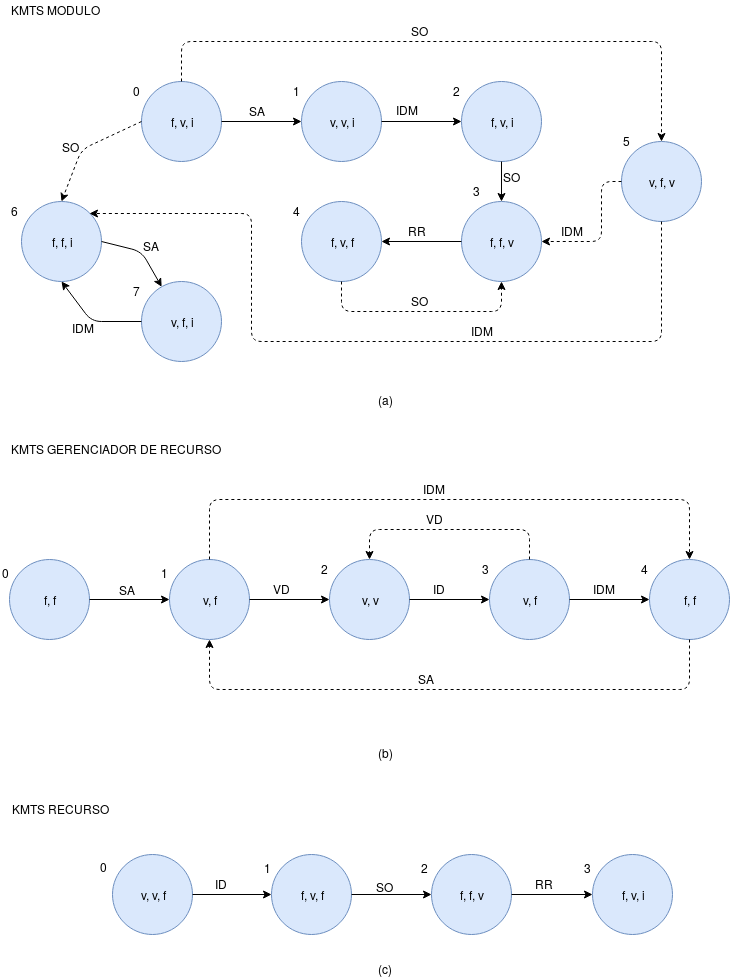 KMTS MODULO
SO
0
1
2
f, v, i
SA
v, v, i
IDM
f, v, i
5
SO
v, f, v
SO
6
4
3
f, f, i
SA
f, v, f
RR
f, f, v
IDM
7
v, f, i
IDM
SO
IDM
(a)
KMTS GERENCIADOR DE RECURSO
IDM
VD
0
1
2
3
4
f, f
SA
v, f
VD
v, v
ID
v, f
IDM
f, f
SA
(b)
KMTS RECURSO
0
1
2
3
v, v, f
ID
f, v, f
SO
f, f, v
RR
f, v, i
(c)